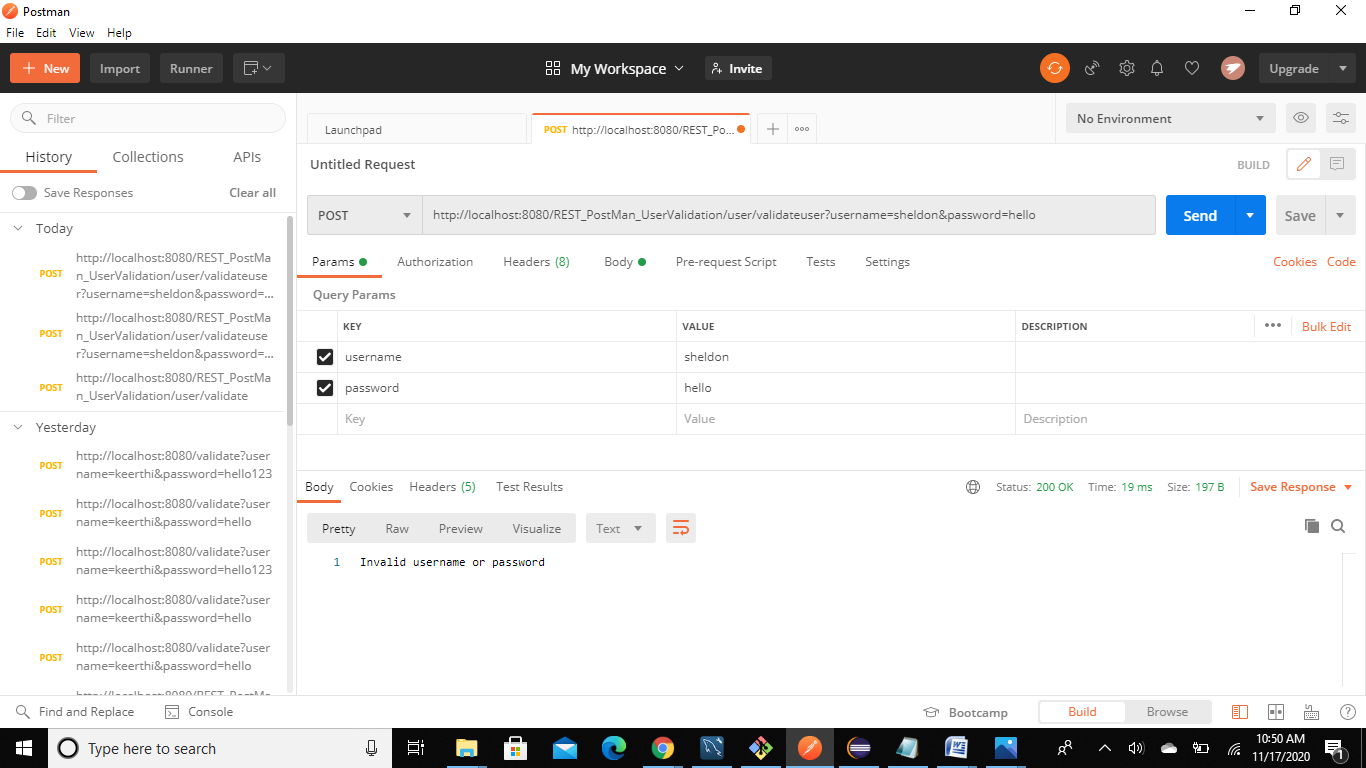 Postman
File Edit View Help
New Import Runner My Workspace Invite Upgrade
Filter
History Collections APIs
Save Responses Clear all
Today
POST http://localhost:8080/REST_PostMa
n_UserValidation/user/validateuse
r?username=sheldon&password=...
POST http://localhost:8080/REST_PostMa
n_UserValidation/user/validateuse
r?username=sheldon&password=...
POST http://localhost:8080/REST_PostMa
n_UserValidation/user/validate
Yesterday
POST http://localhost:8080/validate?user
name=keerthi&password=hello123
POST http://localhost:8080/validate?user
name=keerthi&password=hello
POST http://localhost:8080/validate?user
name=keerthi&password=hello123
POST http://localhost:8080/validate?user
name=keerthi&password=hello
POST http://localhost:8080/validate?user
name=keerthi&password=hello
Launchpad POST http://localhost:8080/REST_Po...
No Environment
Untitled Request BUILD
POST http://localhost:8080/REST_PostMan_UserValidation/user/validateuser?username=sheldon&password=hello Send Save
Params Authorization Headers (8) Body Pre-request Script Tests Settings Cookies Code
Query Params
KEY VALUE DESCRIPTION Bulk Edit
username sheldon
password hello
Key Value Description
Body Cookies Headers (5) Test Results Status: 200 OK Time: 19 ms Size: 197 B Save Response
Pretty Raw Preview Visualize Text
1 Invalid username or password
Find and Replace Console Bootcamp Build Browse
Type here to search
10:50 AM
11/17/2020
1